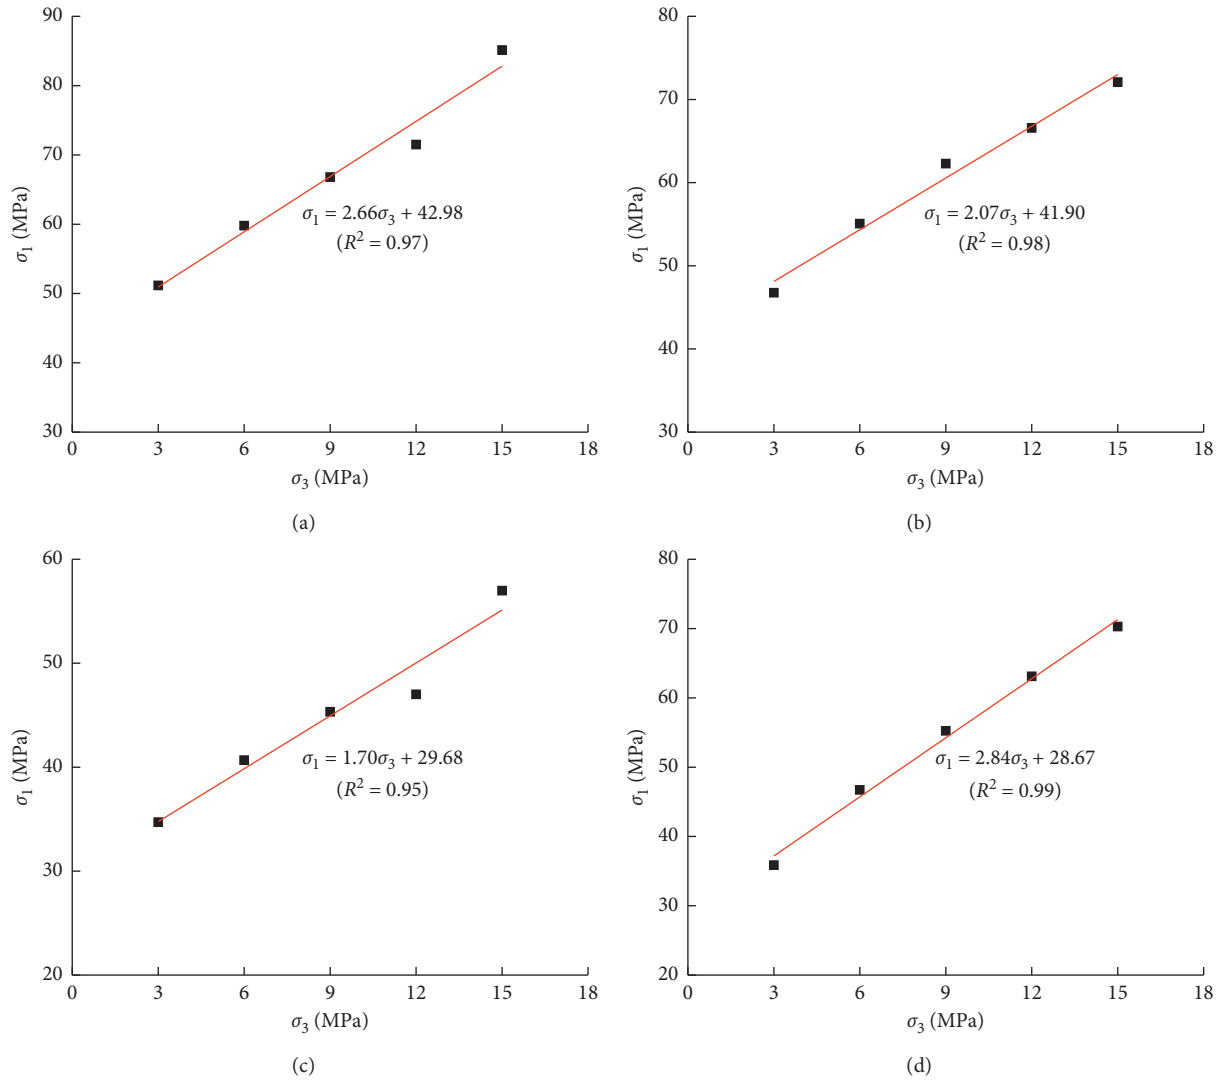 90
80
70
60
50
40
30
σ₁ (MPa)
σ₁ = 2.66σ₃ + 42.98
(R² = 0.97)
0 3 6 9 12 15 18
σ₃ (MPa)
(a)
80
70
60
50
40
30
σ₁ (MPa)
σ₁ = 2.07σ₃ + 41.90
(R² = 0.98)
0 3 6 9 12 15 18
σ₃ (MPa)
(b)
60
50
40
30
20
σ₁ (MPa)
σ₁ = 1.70σ₃ + 29.68
(R² = 0.95)
0 3 6 9 12 15 18
σ₃ (MPa)
(c)
80
70
60
50
40
30
20
σ₁ (MPa)
σ₁ = 2.84σ₃ + 28.67
(R² = 0.99)
0 3 6 9 12 15 18
σ₃ (MPa)
(d)